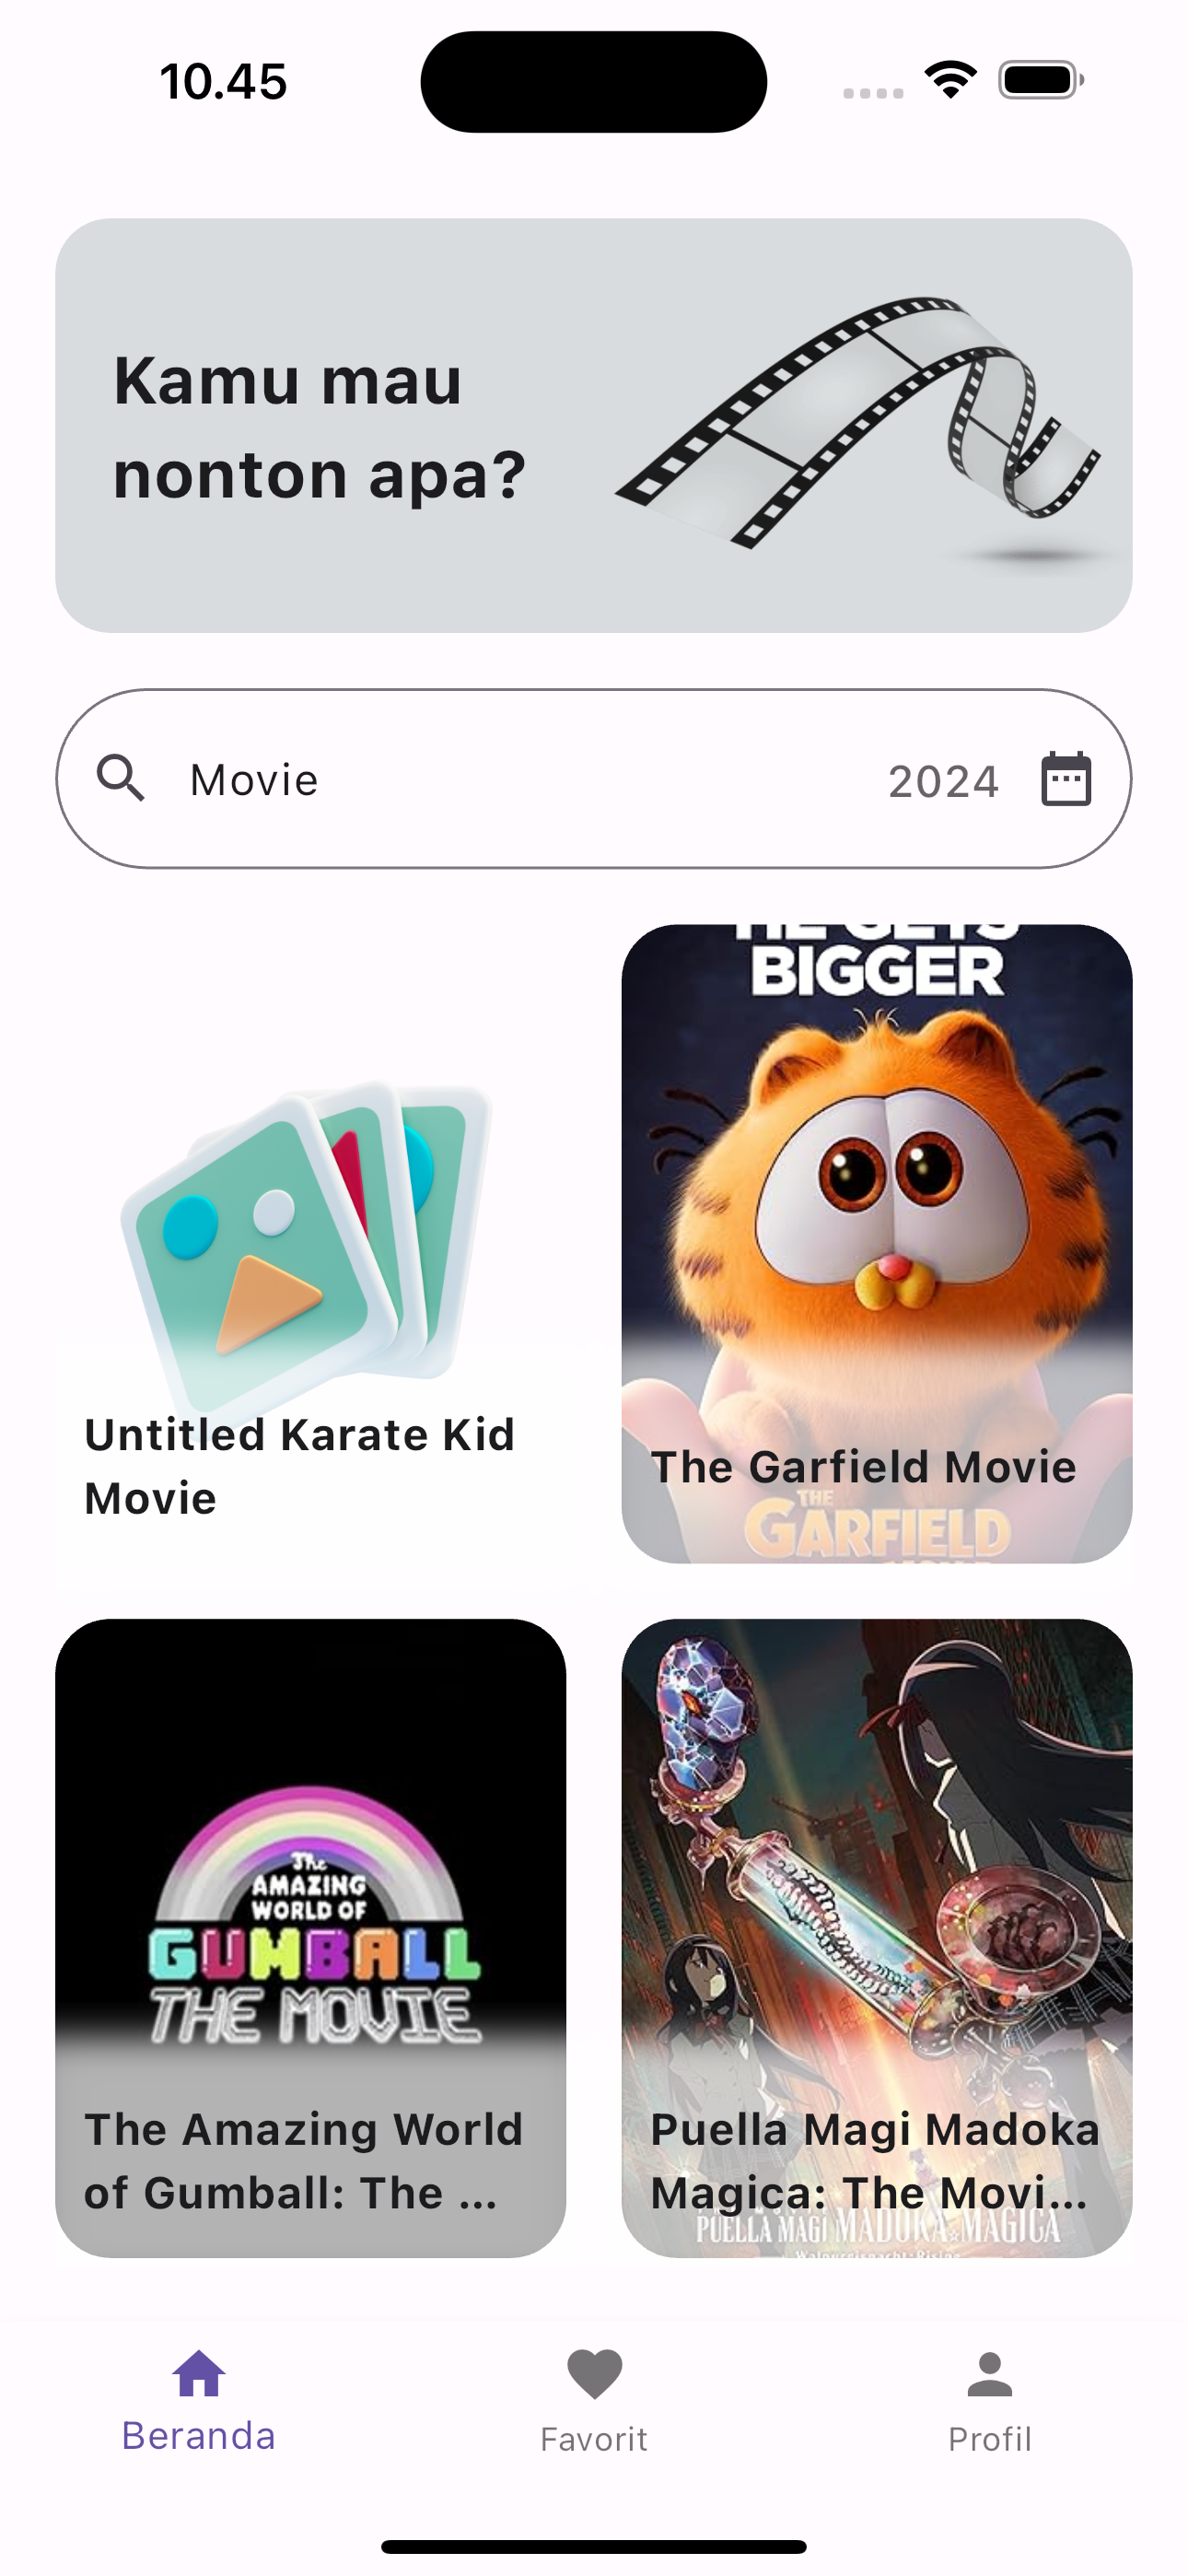 10.45
Kamu mau
nonton apa?
Movie
2024
BIGGER
Untitled Karate Kid
Movie
The Garfield Movie
THE
GARFIELD
The
AMAZING
WORLD OF
GUMBALL
THE MOVIE
The Amazing World
of Gumball: The ...
Puella Magi Madoka
Magica: The Movi...
PUELLA MAGI MADOKA★MAGICA
Beranda
Favorit
Profil